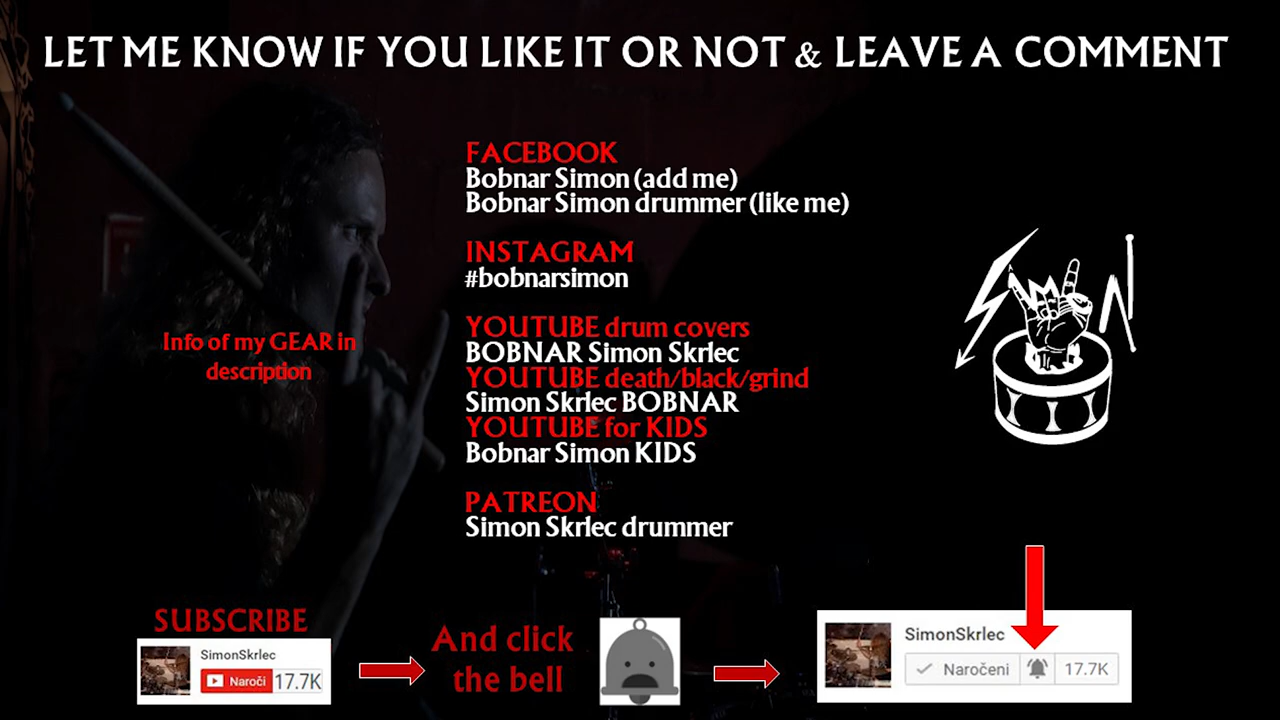 LET ME KNOW IF YOU LIKE IT OR NOT & LEAVE A COMMENT
FACEBOOK
Bobnar Simon (add me)
Bobnar Simon drummer (like me)
INSTAGRAM
#bobnarsimon
YOUTUBE drum covers
BOBNAR Simon Skrlec
YOUTUBE death/black/grind
Simon Skrlec BOBNAR
YOUTUBE for KIDS
Bobnar Simon KIDS
PATREON
Simon Skrlec drummer
Info of my GEAR in
description
SIMON
SUBSCRIBE
SimonSkrlec
Naroči 17.7K
And click
the bell
SimonSkrlec
Naročeni 17.7K